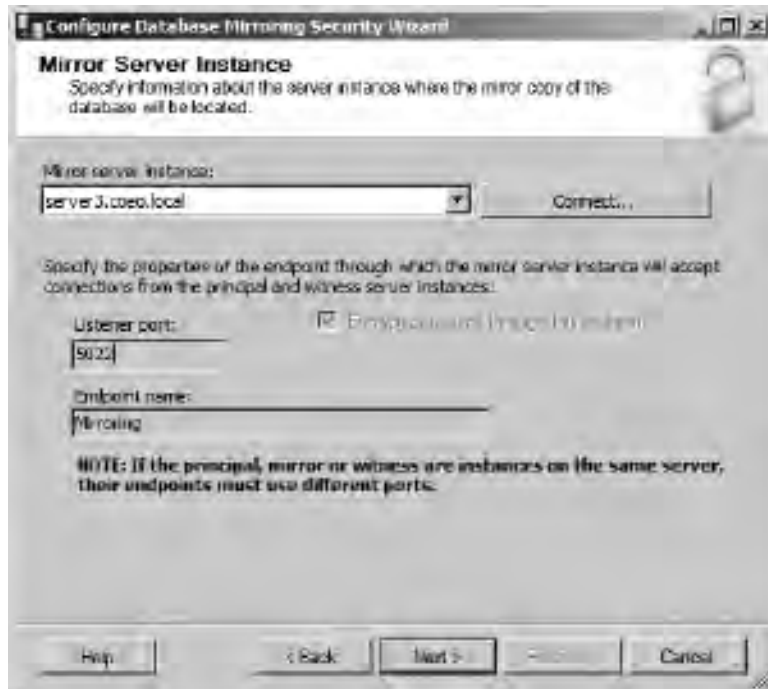 Configure Database Mirroring Security Wizard
Mirror Server Instance
Specify information about the server instance where the mirror copy of the
database will be located.
Mirror server instance:
server3.coeo.local
Connect...
Specify the properties of the endpoint through which the mirror server instance will accept
connections from the principal and witness server instances:
Listener port:
5022
Endpoint name:
Mirroring
NOTE: If the principal, mirror or witness are instances on the same server,
their endpoints must use different ports.
Help
< Back
Next >
Cancel